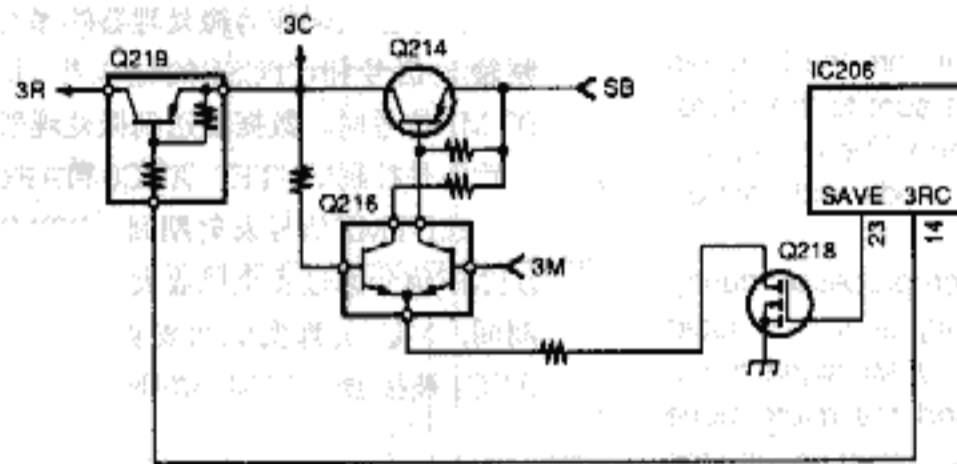 3C
Q219
Q214
3R
SB
IC206
Q216
SAVE 3RC
23
14
Q218
3M